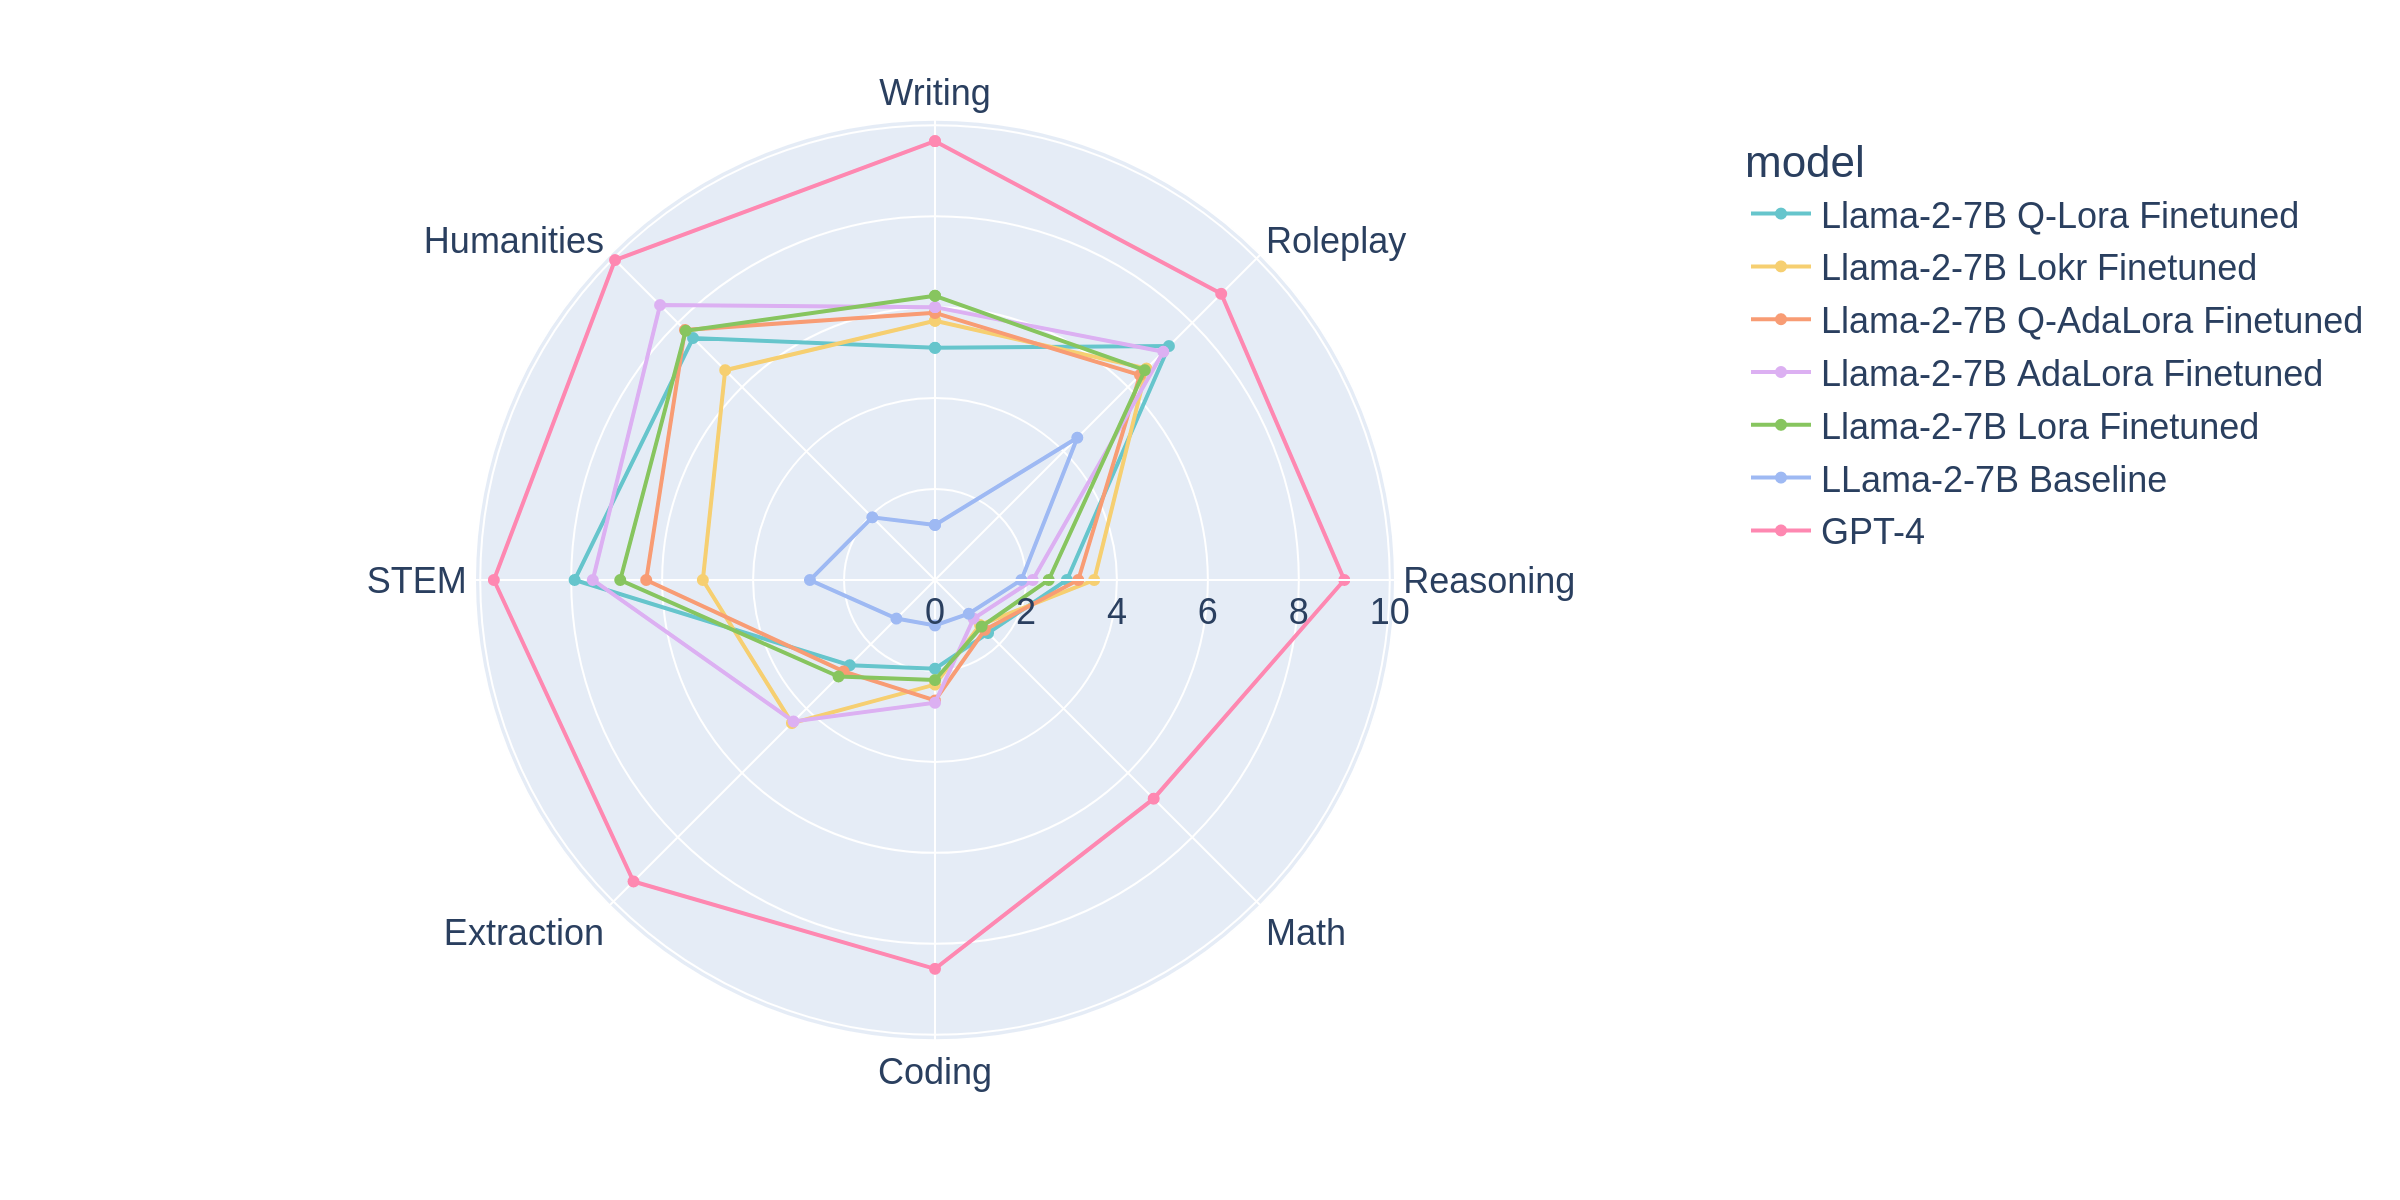 Writing
Humanities
Roleplay
STEM
Reasoning
0 2 4 6 8 10
Extraction
Math
Coding
model
Llama-2-7B Q-Lora Finetuned
Llama-2-7B Lokr Finetuned
Llama-2-7B Q-AdaLora Finetuned
Llama-2-7B AdaLora Finetuned
Llama-2-7B Lora Finetuned
LLama-2-7B Baseline
GPT-4